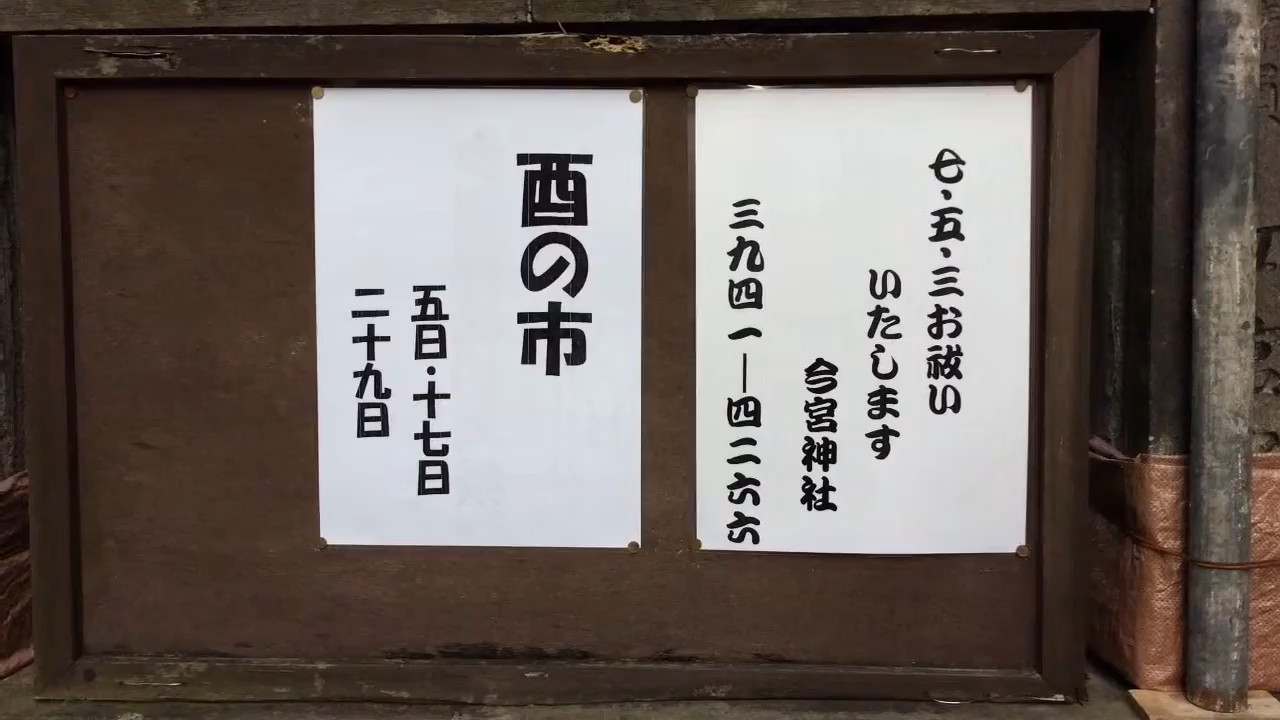 七、五、三お祓い
いたします
今宮神社
三九四一―四二六六
酉の市
五日・十七日
二十九日